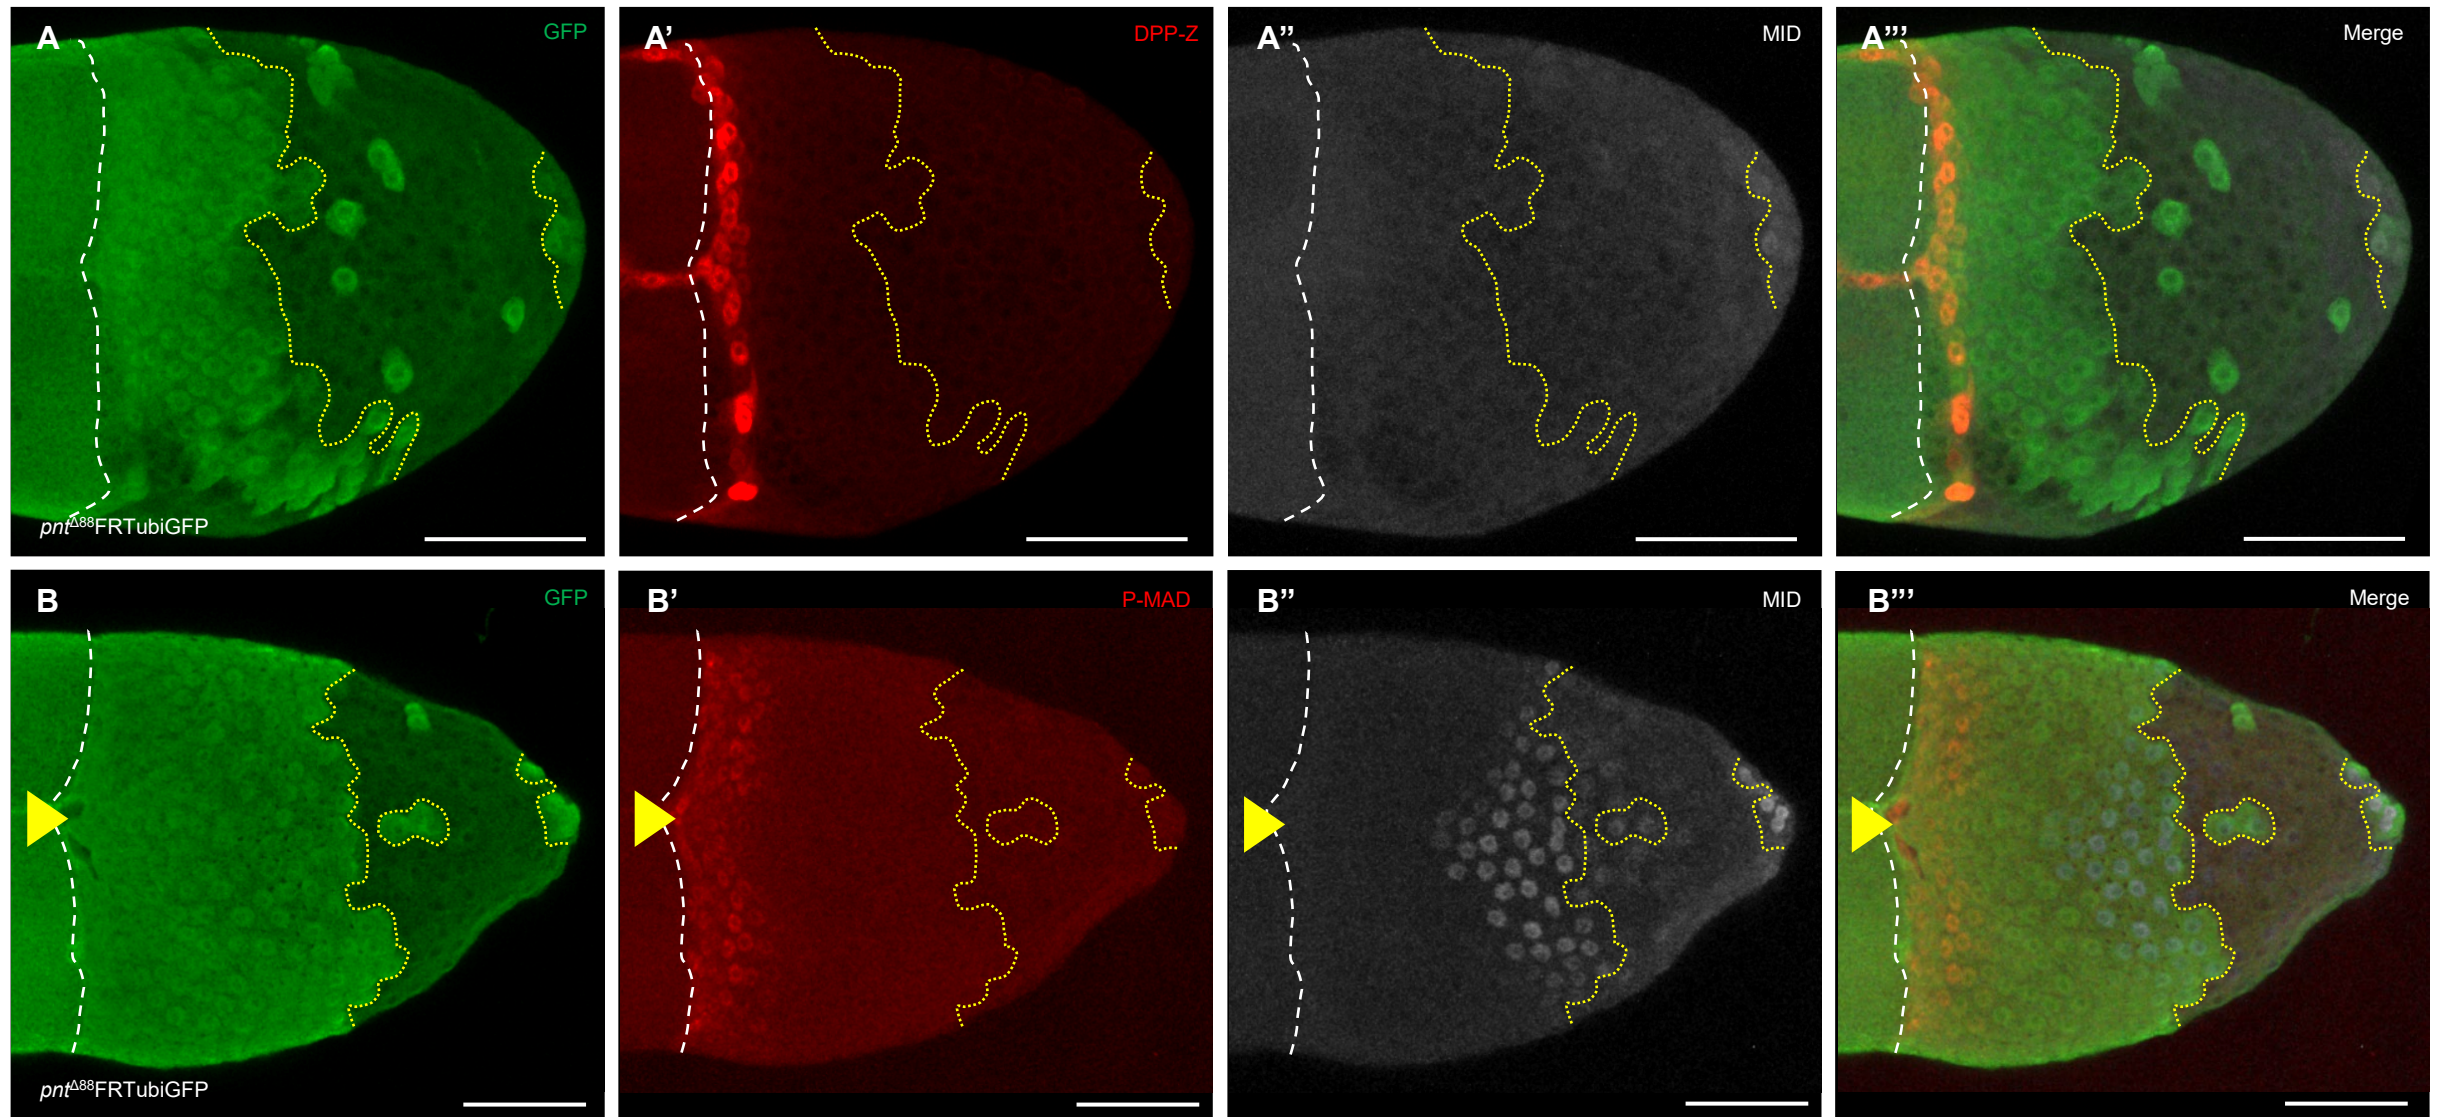 A GFP
A’ DPP-Z
A” MID
A”’ Merge
pntΔ88FRTubiGFP
B GFP
B’ P-MAD
B” MID
B”’ Merge
pntΔ88FRTubiGFP